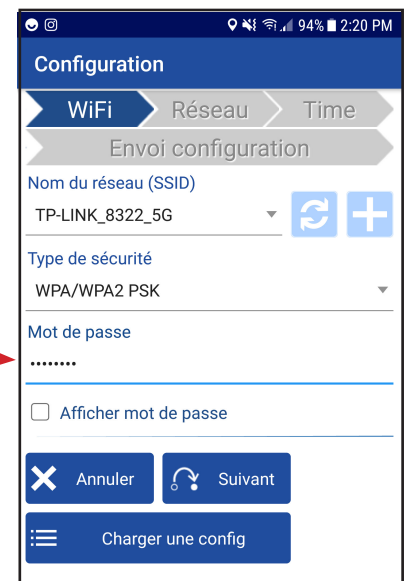 94% 2:20 PM
Configuration
WiFi Réseau Time
Envoi configuration
Nom du réseau (SSID)
TP-LINK_8322_5G
Type de sécurité
WPA/WPA2 PSK
Mot de passe
••••••••
Afficher mot de passe
Annuler Suivant
Charger une config